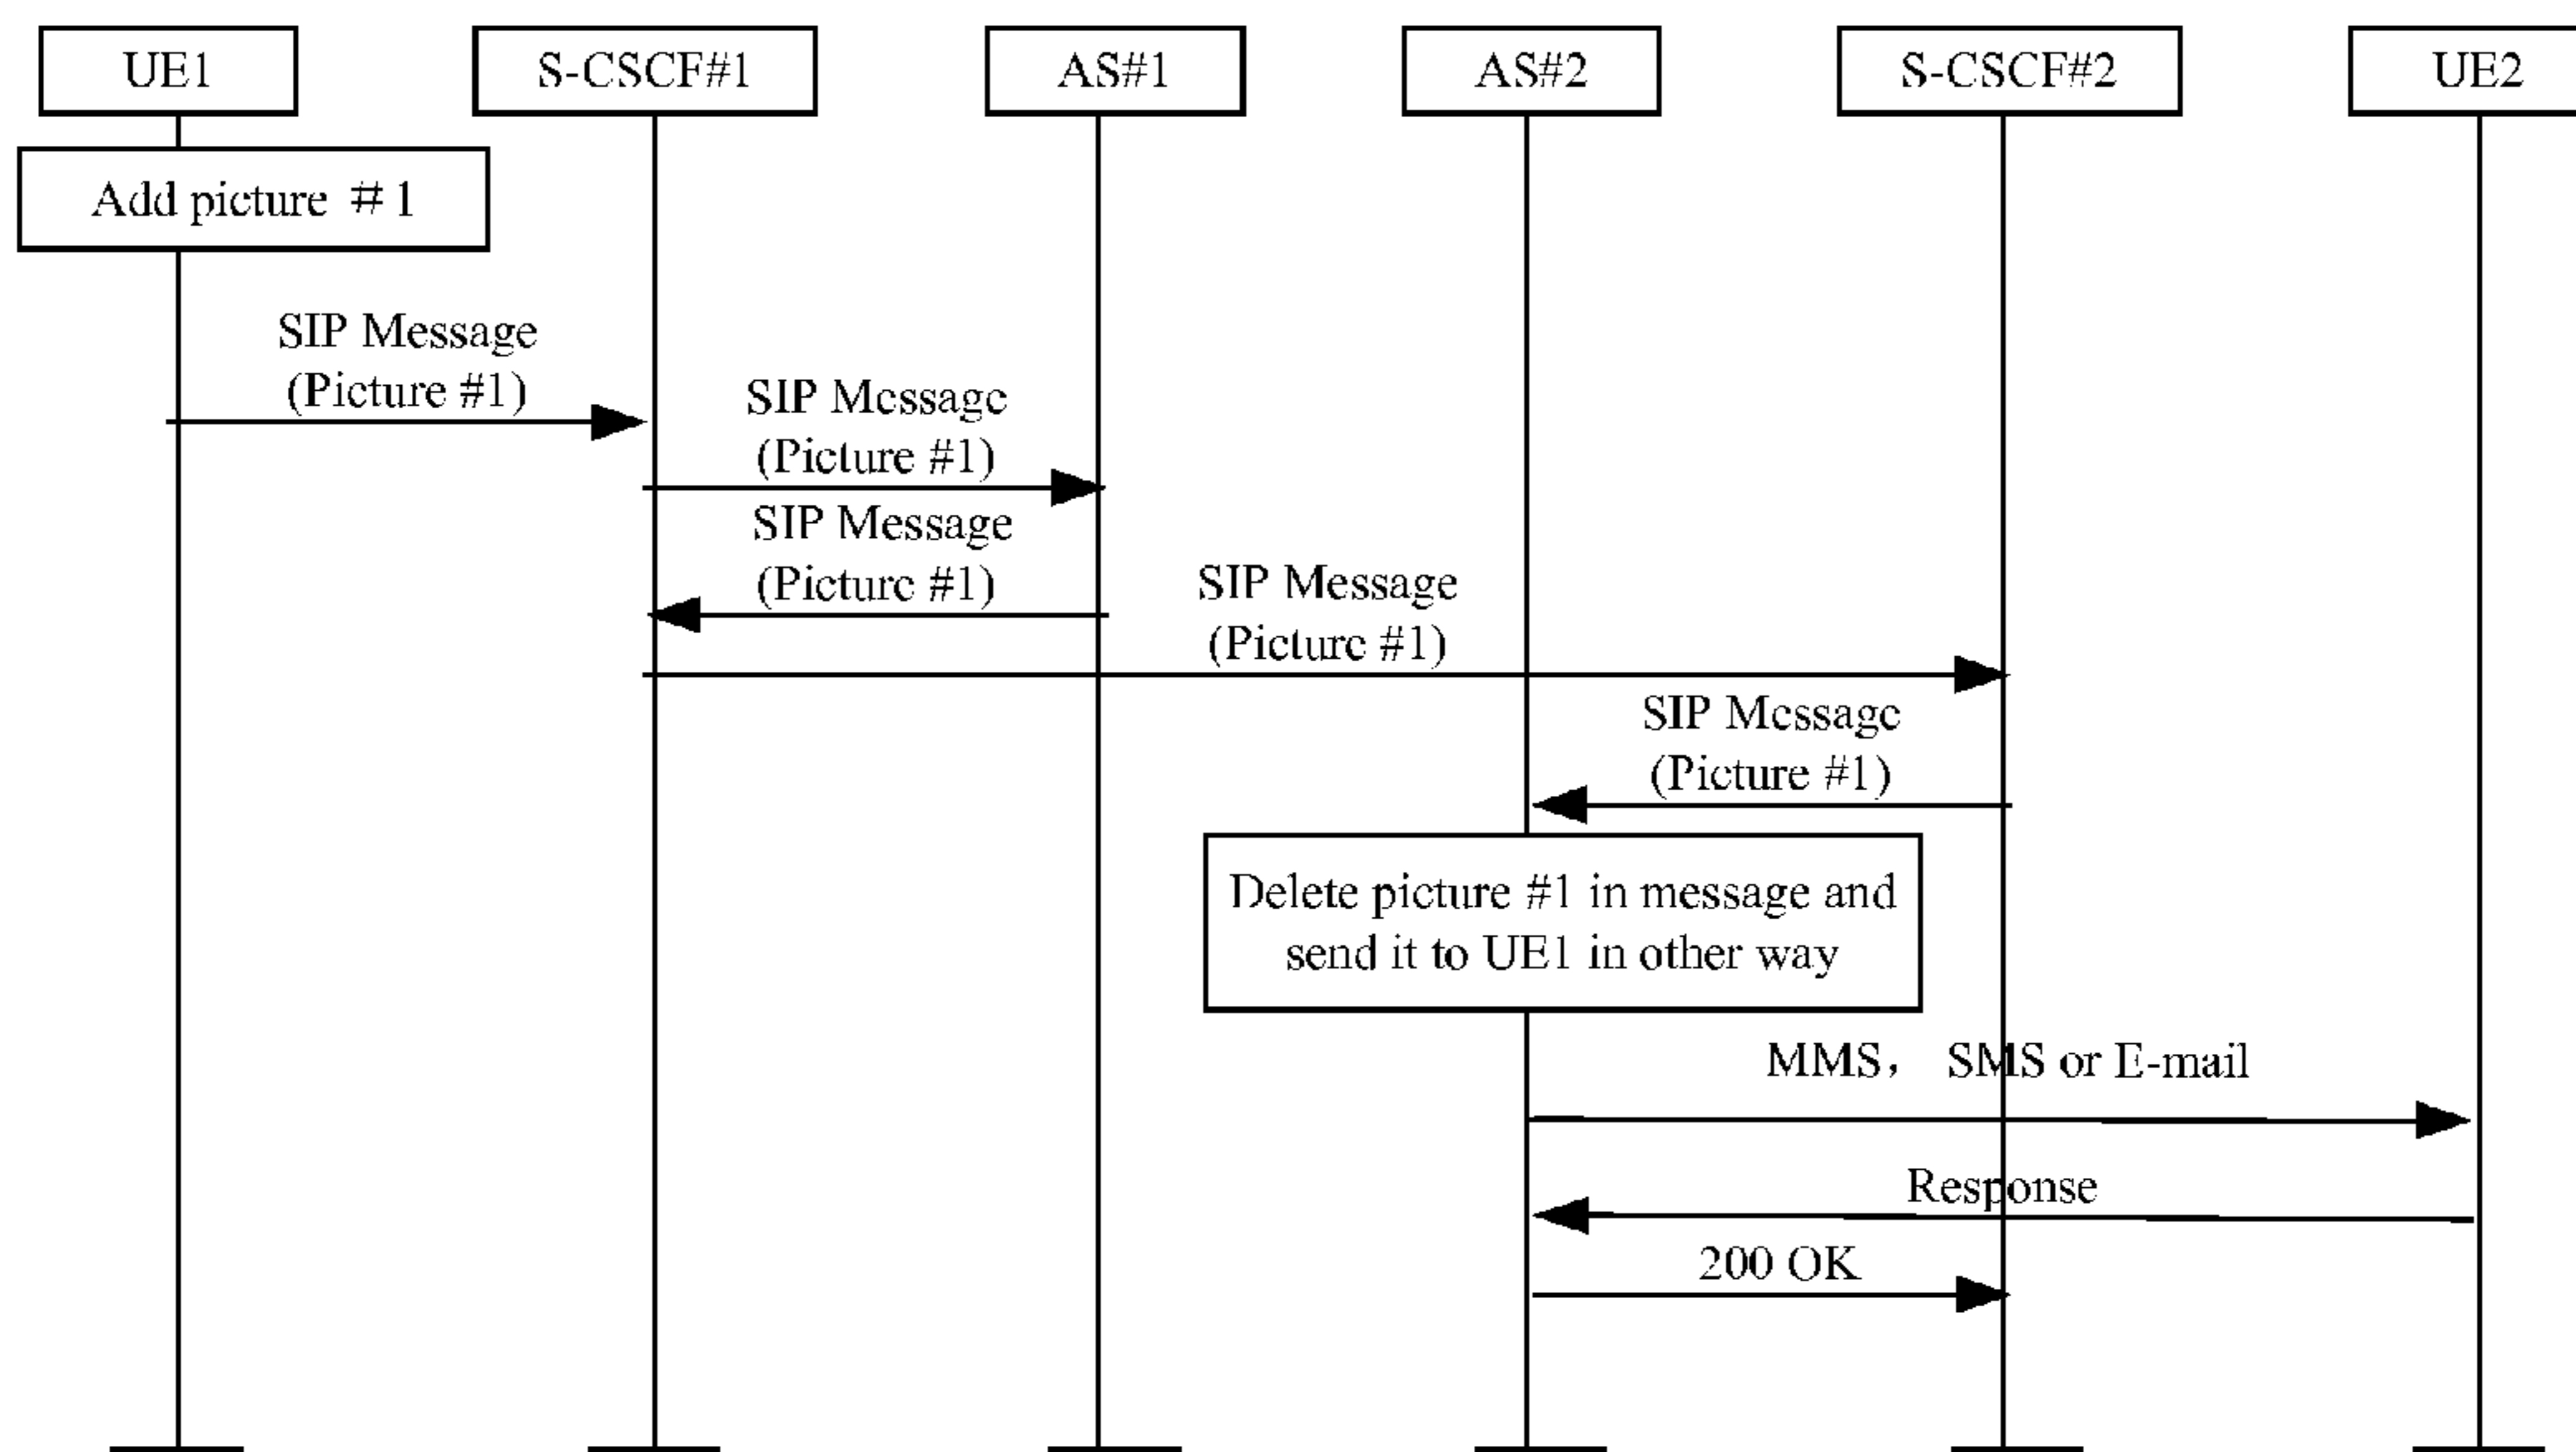 UE1
S-CSCF#1
AS#1
AS#2
S-CSCF#2
UE2
Add picture #1
SIP Message
(Picture #1)
SIP Message
(Picture #1)
SIP Message
(Picture #1)
SIP Message
(Picture #1)
SIP Message
(Picture #1)
Delete picture #1 in message and
send it to UE1 in other way
MMS, SMS or E-mail
Response
200 OK